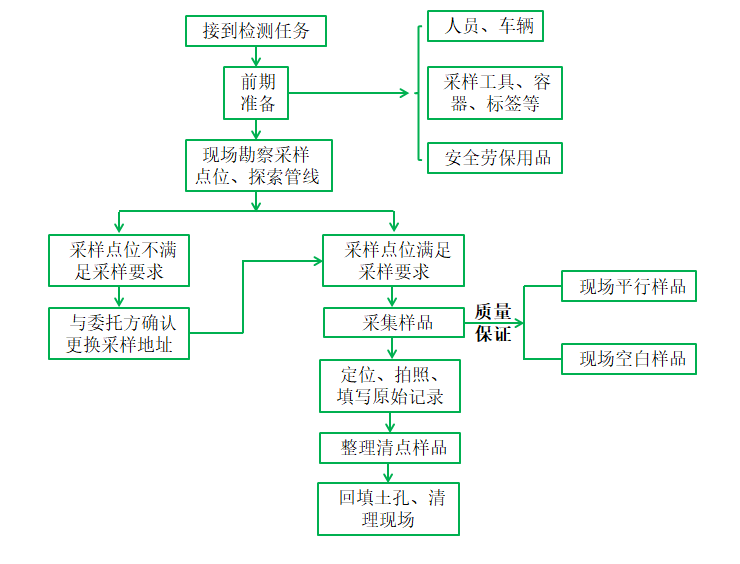 接到检测任务
人员、车辆
前期
准备
采样工具、容
器、标签等
现场勘察采样
点位、探索管线
安全劳保用品
采样点位不满
足采样要求
采样点位满足
采样要求
与委托方确认
更换采样地址
采集样品
质量
保证
现场平行样品
现场空白样品
定位、拍照、
填写原始记录
整理清点样品
回填土孔、清
理现场